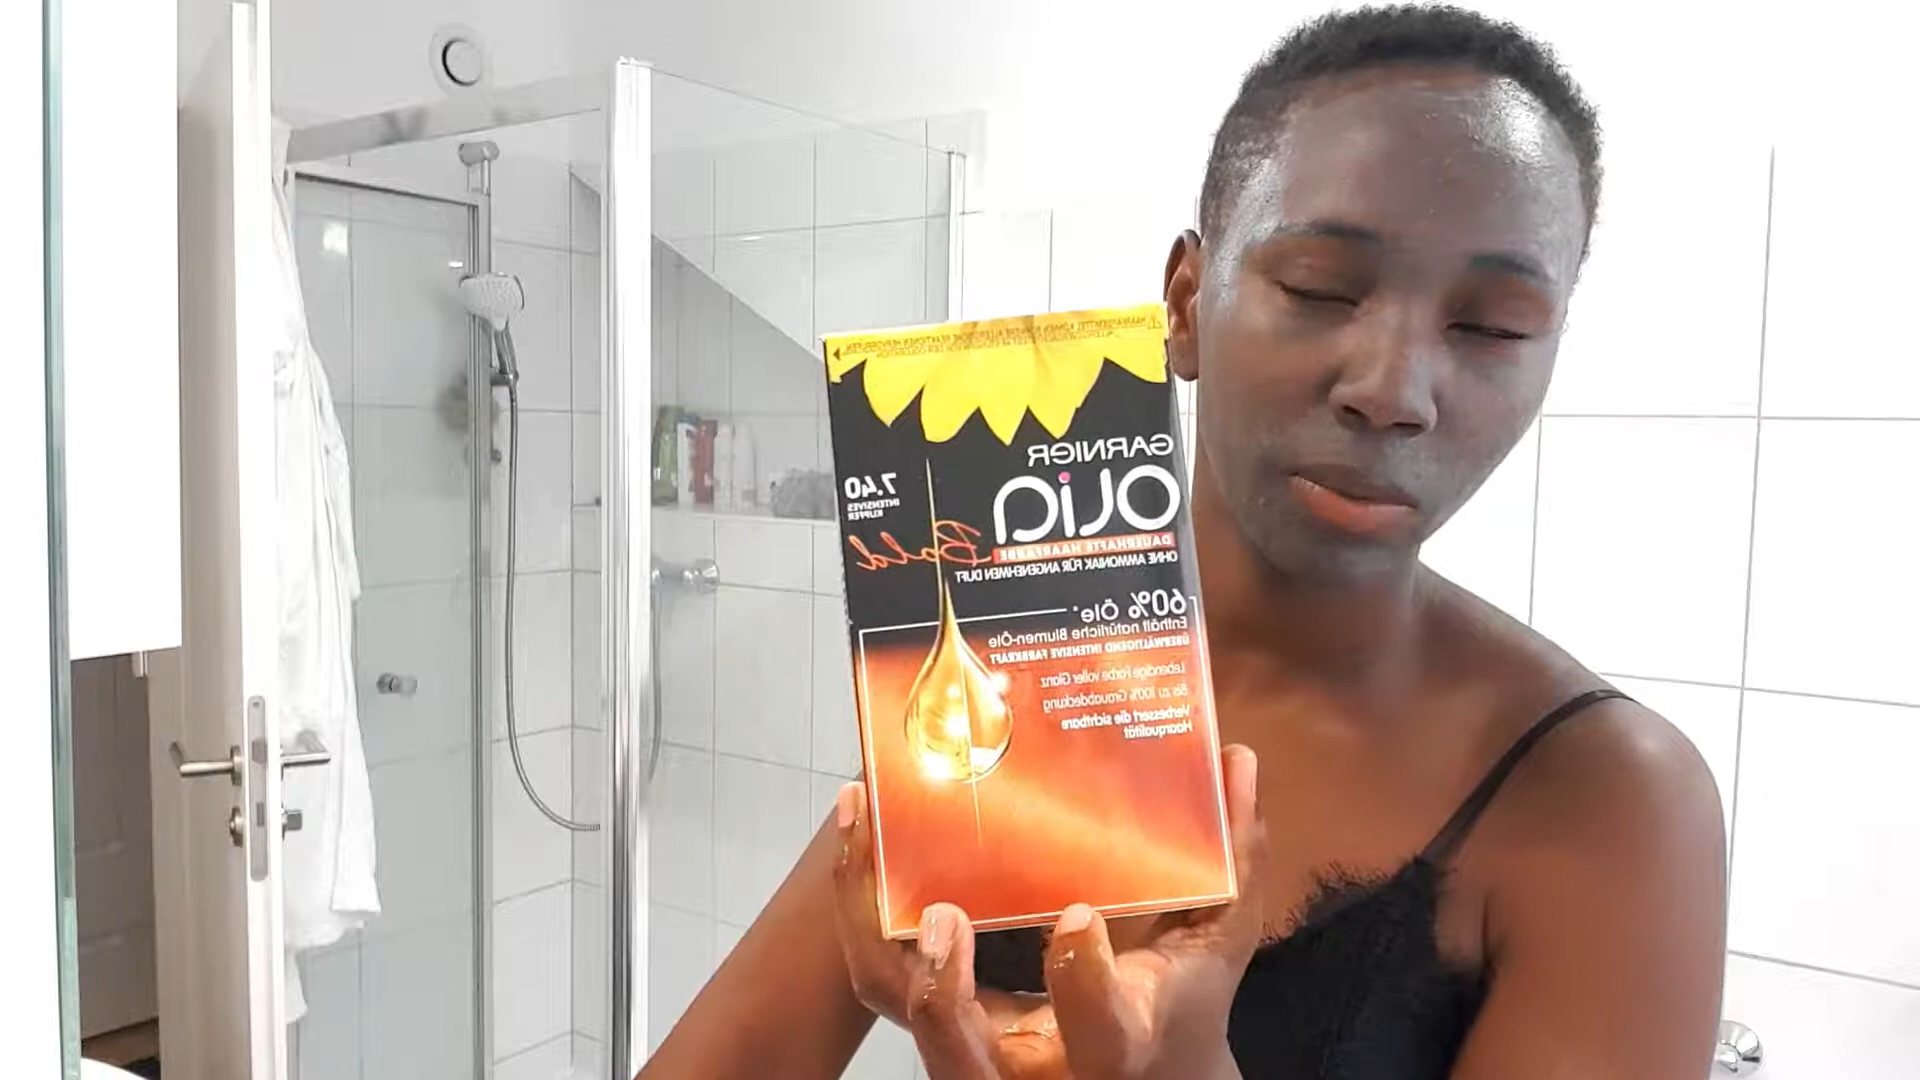 GARNIER
OLIA
7.40
INTENSIVES
KUPFER
Bold
DAUERHAFTE HAARFARBE
OHNE AMMONIAK FÜR ANGENEHMEN DUFT
60% Öle*
Enthält natürliche Blumen-Öle
ÜBERWÄLTIGEND INTENSIVE FARBKRAFT
Lebendige Farbe voller Glanz
Bis zu 100% Grauabdeckung
Verbessert die sichtbare
Haarqualität